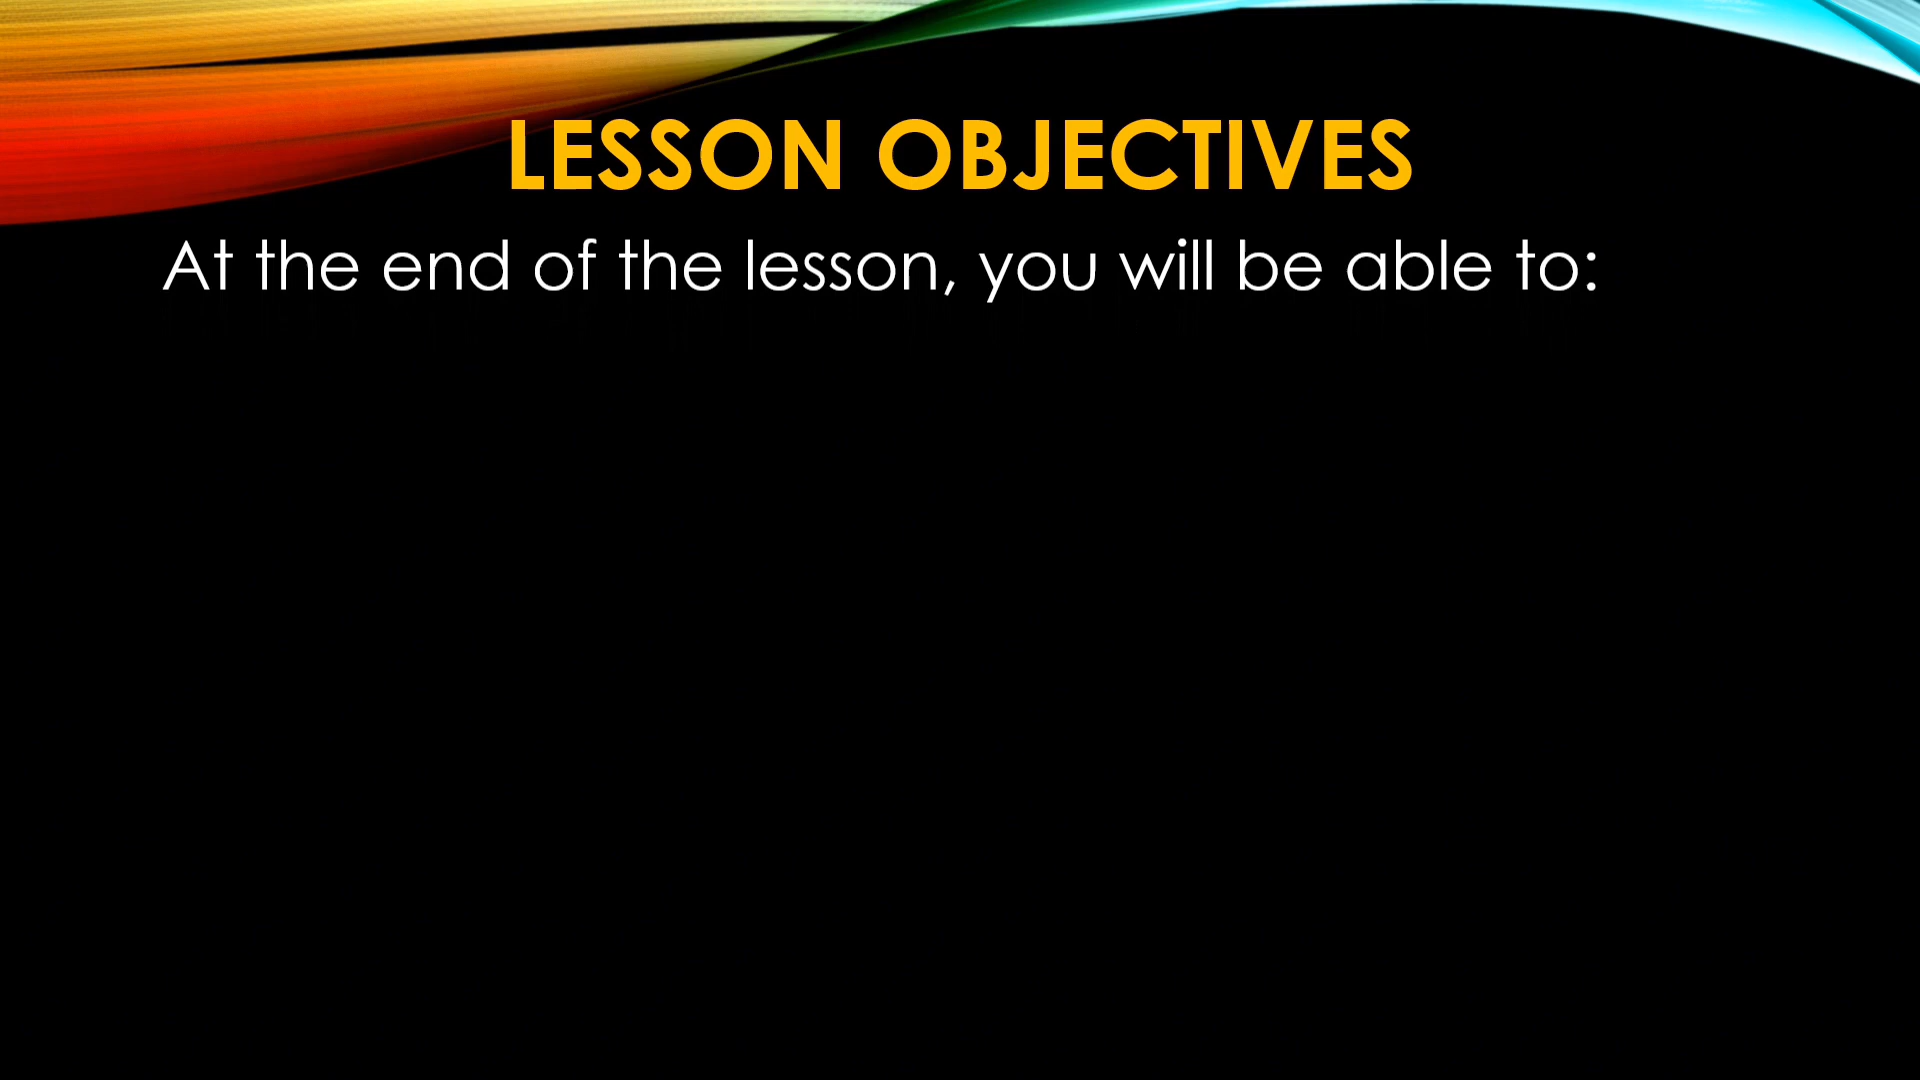 LESSON OBJECTIVES
At the end of the lesson, you will be able to: